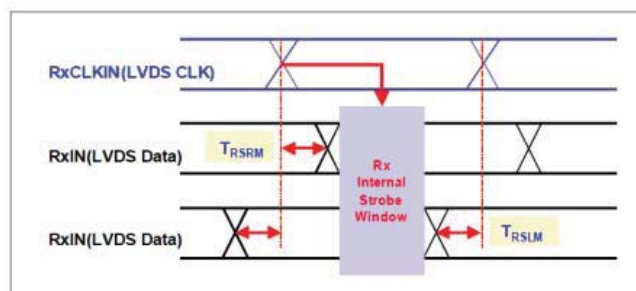 RxCLKIN(LVDS CLK)
RxIN(LVDS Data)
TRSRM
Rx
Internal
Strobe
Window
RxIN(LVDS Data)
TRSLM